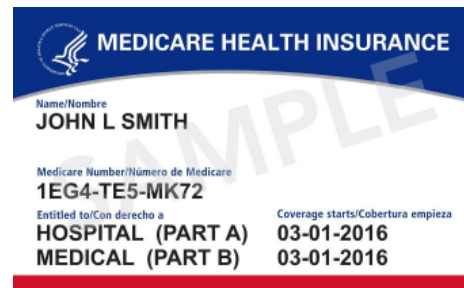 MEDICARE HEALTH INSURANCE
Name/Nombre
JOHN L SMITH
Medicare Number/Número de Medicare
1EG4-TE5-MK72
Entitled to/Con derecho a Coverage starts/Cobertura empieza
HOSPITAL (PART A) 03-01-2016
MEDICAL (PART B) 03-01-2016
SAMPLE